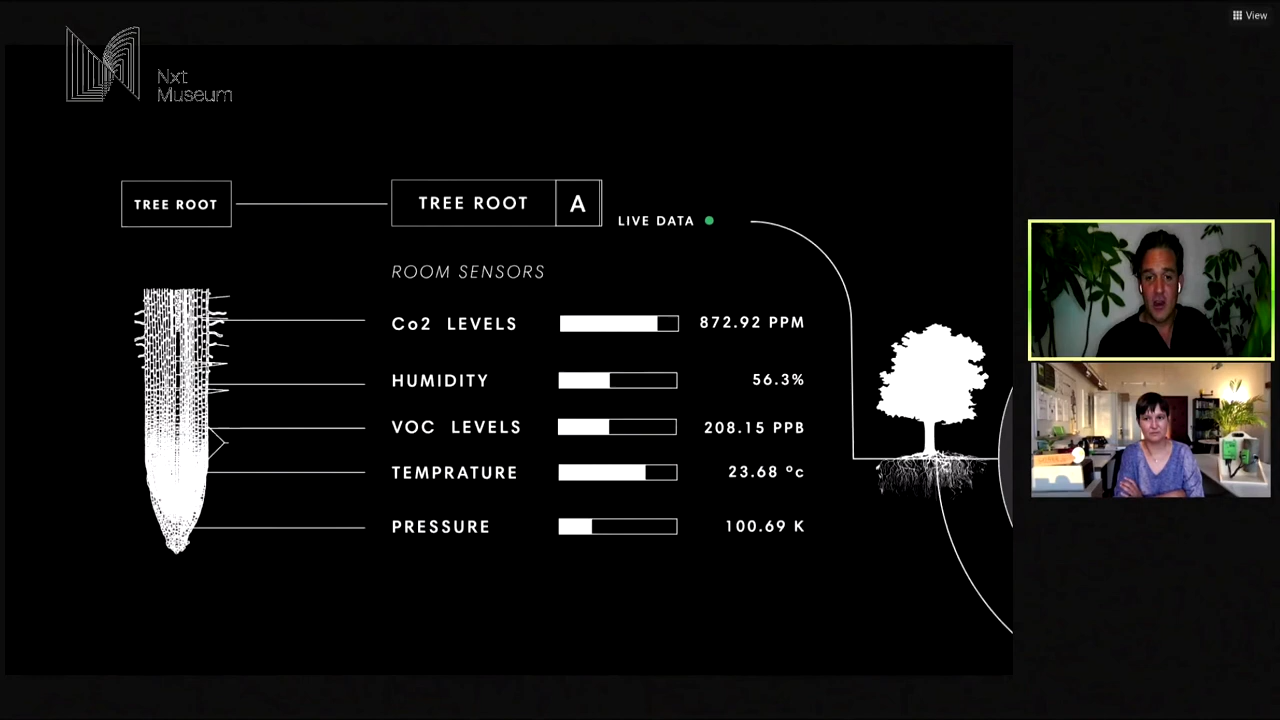 View
Nxt
Museum
TREE ROOT
TREE ROOT A
LIVE DATA
ROOM SENSORS
Co2 LEVELS 872.92 PPM
HUMIDITY 56.3%
VOC LEVELS 208.15 PPB
TEMPRATURE 23.68 ºc
PRESSURE 100.69 K